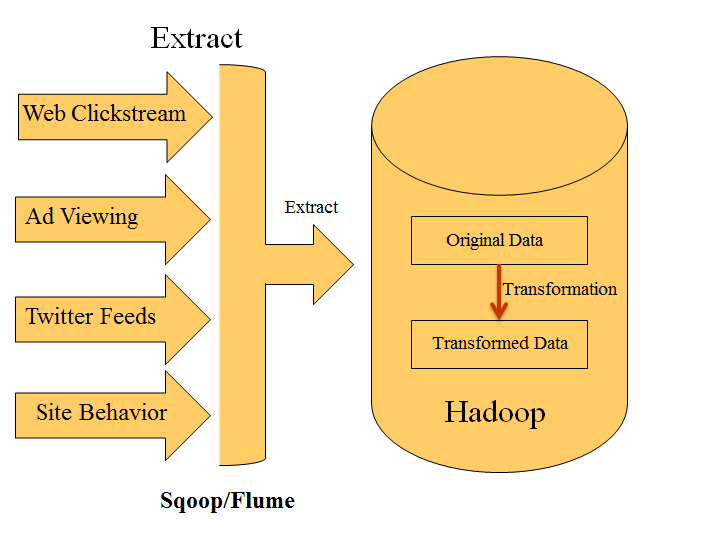 Extract
Web Clickstream
Ad Viewing
Twitter Feeds
Site Behavior
Sqoop/Flume
Extract
Original Data
Transformation
Transformed Data
Hadoop